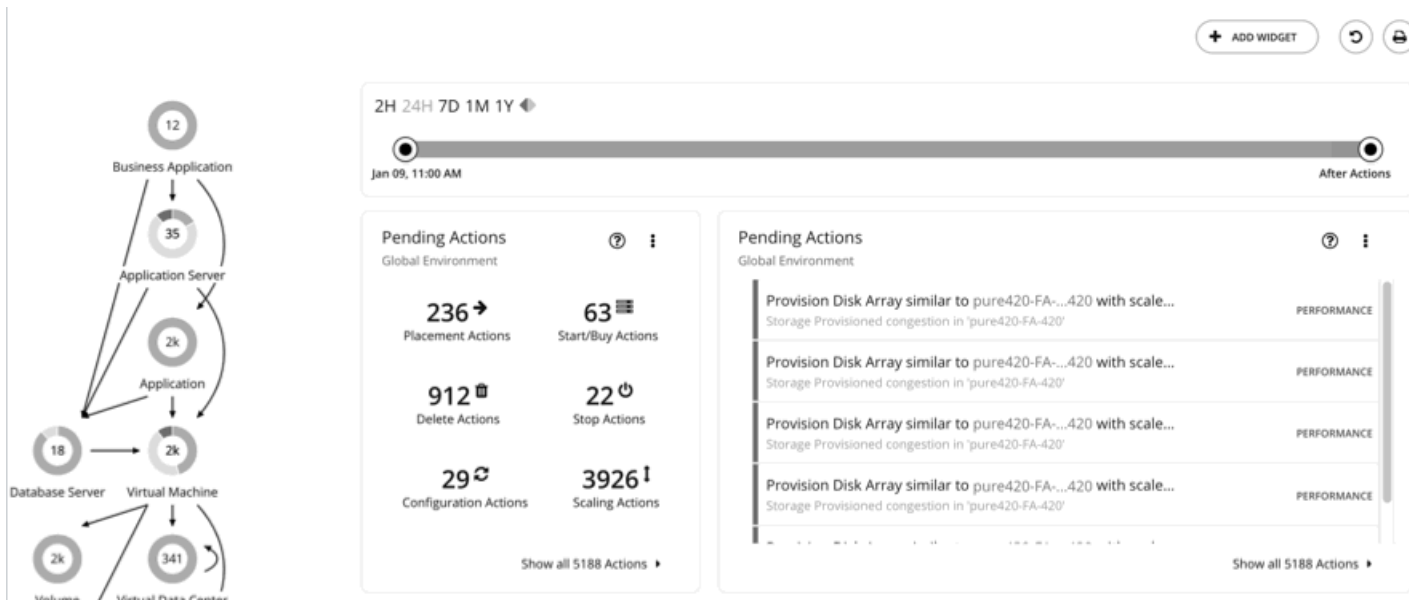 ADD WIDGET
2H 24H 7D 1M 1Y
Jan 09, 11:00 AM
After Actions
12
Business Application
35
Application Server
2k
Application
18
Database Server
2k
Virtual Machine
2k
Volume
341
Virtual Data Center
Pending Actions
Global Environment
236
Placement Actions
63
Start/Buy Actions
912
Delete Actions
22
Stop Actions
29
Configuration Actions
3926
Scaling Actions
Show all 5188 Actions
Pending Actions
Global Environment
Provision Disk Array similar to pure420-FA-...420 with scale...
Storage Provisioned congestion in 'pure420-FA-420'
PERFORMANCE
Provision Disk Array similar to pure420-FA-...420 with scale...
Storage Provisioned congestion in 'pure420-FA-420'
PERFORMANCE
Provision Disk Array similar to pure420-FA-...420 with scale...
Storage Provisioned congestion in 'pure420-FA-420'
PERFORMANCE
Provision Disk Array similar to pure420-FA-...420 with scale...
Storage Provisioned congestion in 'pure420-FA-420'
PERFORMANCE
Show all 5188 Actions